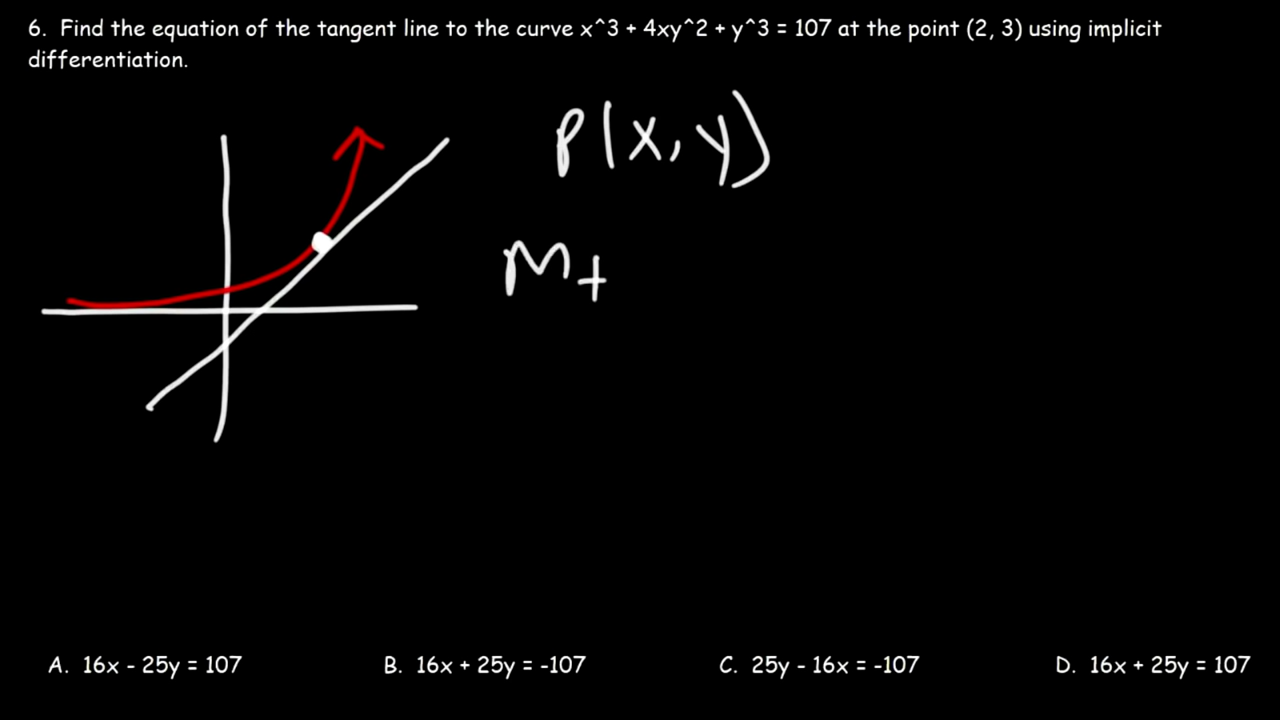 6. Find the equation of the tangent line to the curve x^3 + 4xy^2 + y^3 = 107 at the point (2, 3) using implicit
differentiation.
P(x, y)
M+
A. 16x - 25y = 107
B. 16x + 25y = -107
C. 25y - 16x = -107
D. 16x + 25y = 107